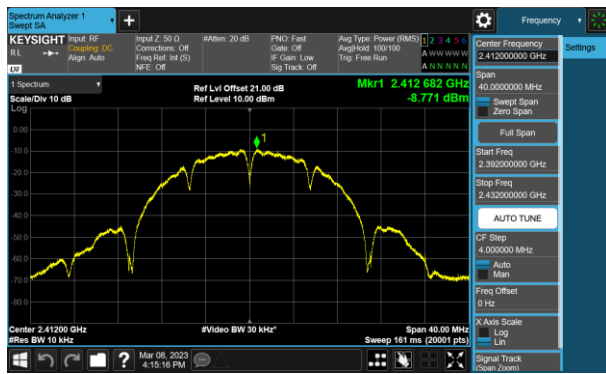 Spectrum Analyzer 1
Swept SA
Frequency
KEYSIGHT
RL
Input: RF
Coupling: DC
Align: Auto
Input Z: 50 Ω
Corrections: Off
Freq Ref: Int (S)
NFE: Off
#Atten: 20 dB
PNO: Fast
Gate: Off
IF Gain: Low
Sig Track: Off
Avg Type: Power (RMS)
Avg|Hold: 100/100
Trig: Free Run
1 2 3 4 5 6
A W W W W W
A N N N N N
LXI
1 Spectrum
Scale/Div 10 dB
Log
Ref Lvl Offset 21.00 dB
Ref Level 10.00 dBm
Mkr1 2.412 682 GHz
-8.771 dBm
1
0.00
-10.0
-20.0
-30.0
-40.0
-50.0
-60.0
-70.0
-80.0
Center 2.41200 GHz
#Res BW 10 kHz
#Video BW 30 kHz*
Span 40.00 MHz
Sweep 161 ms (20001 pts)
Mar 08, 2023
4:15:16 PM
Center Frequency
2.412000000 GHz
Settings
Span
40.0000000 MHz
Swept Span
Zero Span
Full Span
Start Freq
2.392000000 GHz
Stop Freq
2.432000000 GHz
AUTO TUNE
CF Step
4.000000 MHz
Auto
Man
Freq Offset
0 Hz
X Axis Scale
Log
Lin
Signal Track
(Span Zoom)